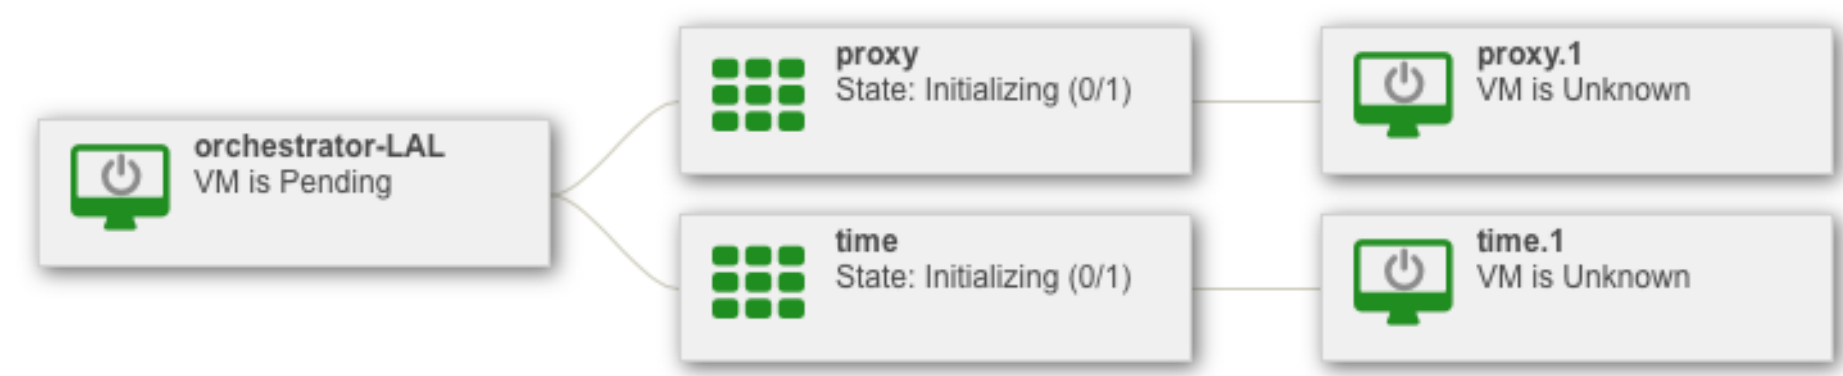 orchestrator-LAL
VM is Pending
proxy
State: Initializing (0/1)
proxy.1
VM is Unknown
time
State: Initializing (0/1)
time.1
VM is Unknown